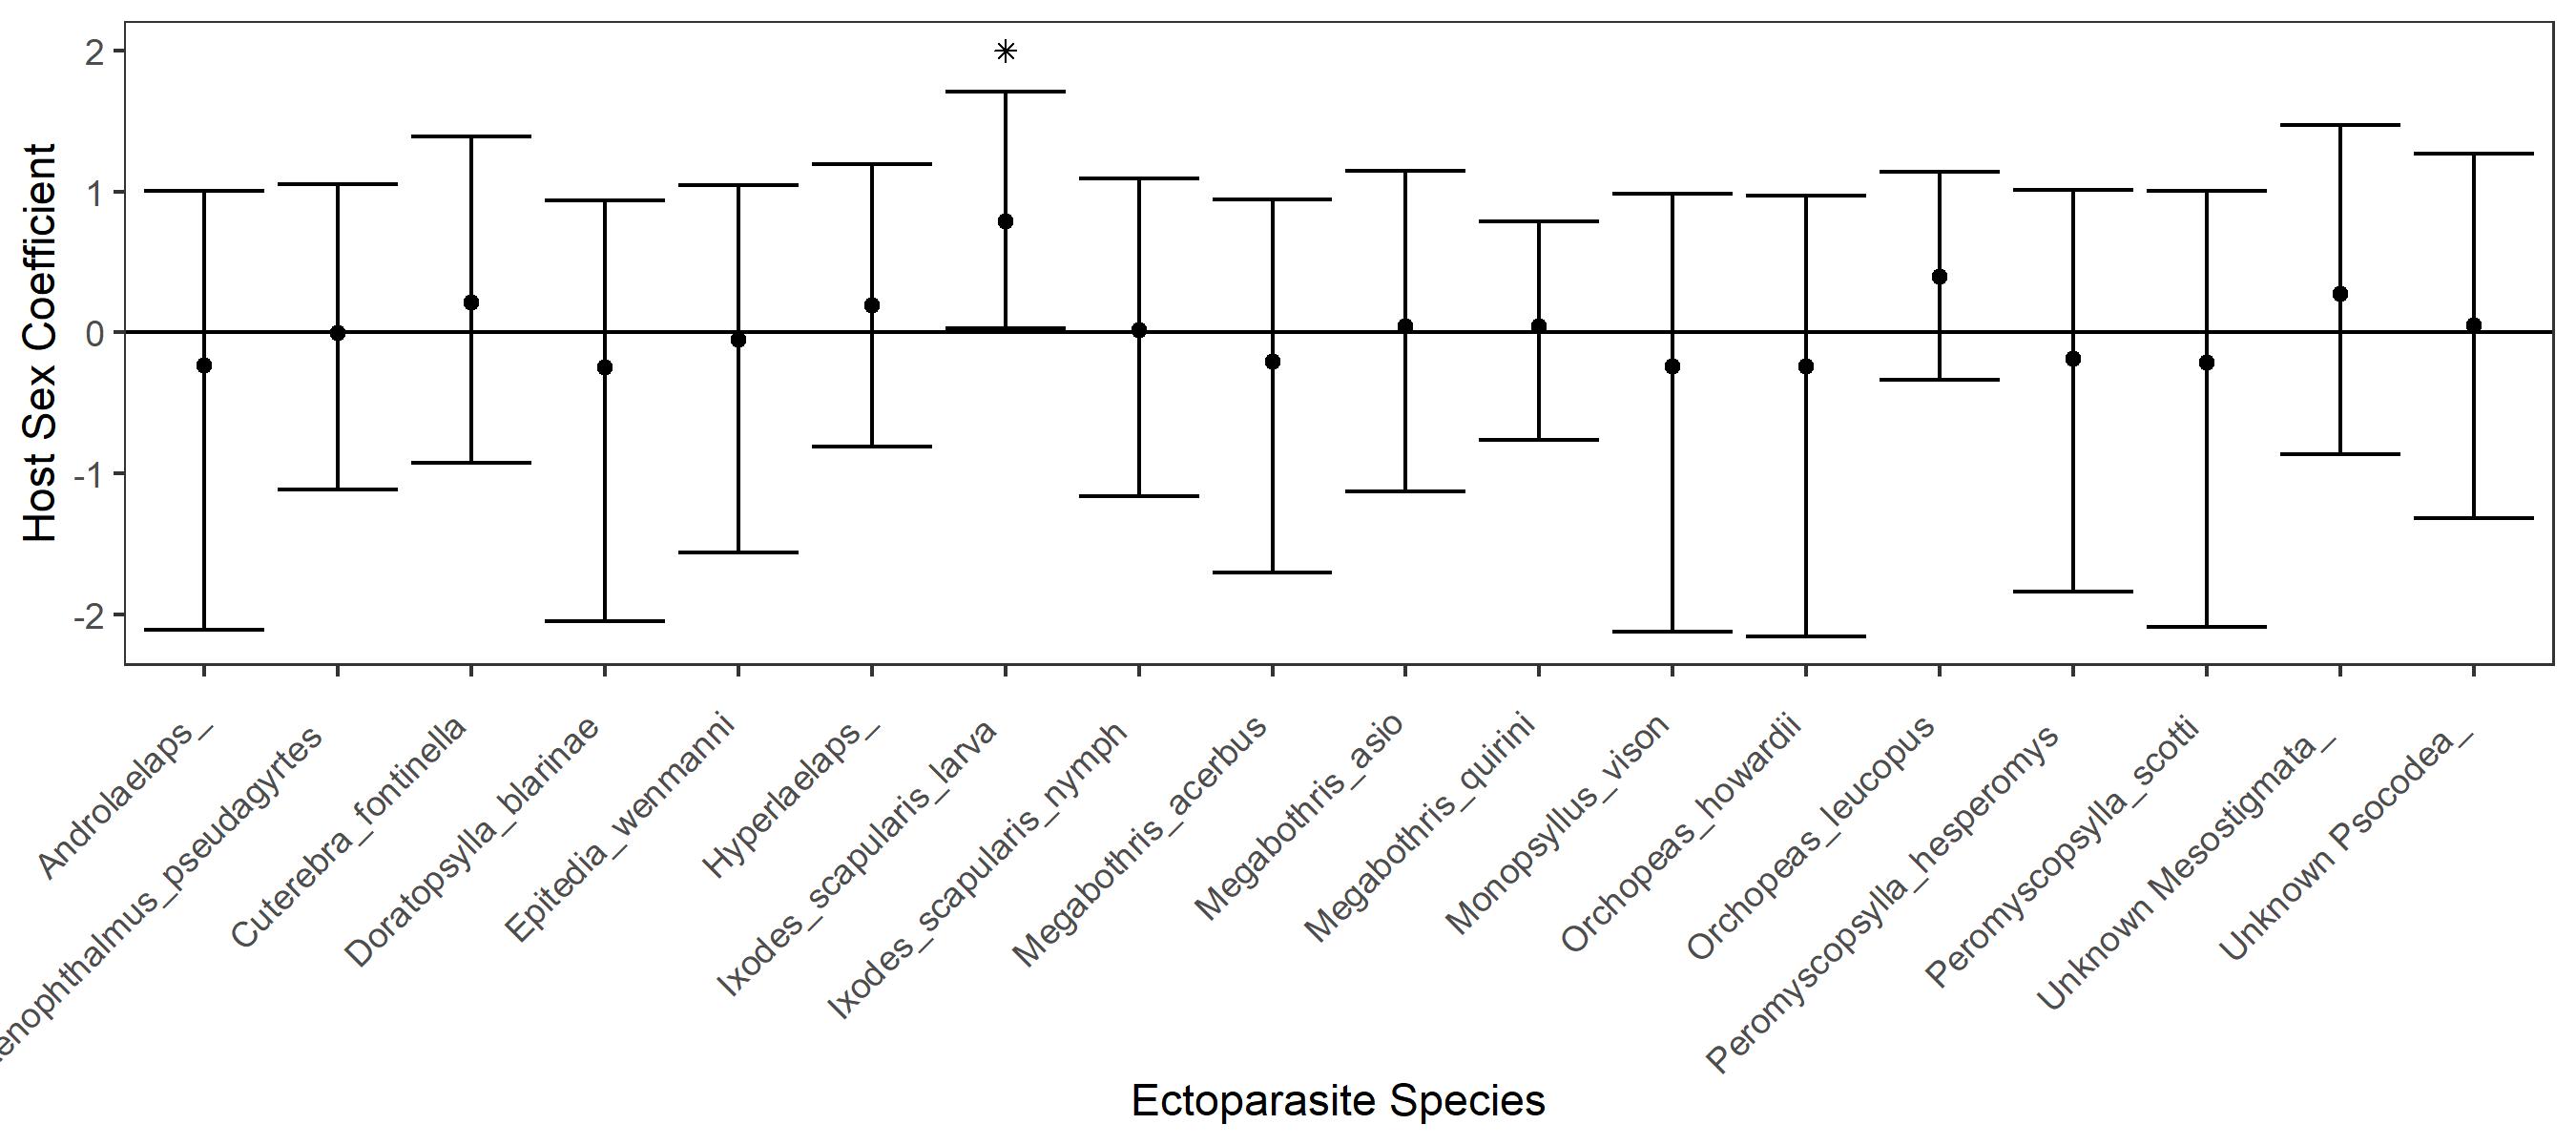 Host Sex Coefficient
2
1
0
-1
-2
*
Androlaelaps_
enophthalmus_pseudagyrtes
Cuterebra_fontinella
Doratopsylla_blarinae
Epitedia_wenmanni
Hyperlaelaps_
Ixodes_scapularis_larva
Ixodes_scapularis_nymph
Megabothris_acerbus
Megabothris_asio
Megabothris_quirini
Monopsyllus_vison
Orchopeas_howardii
Orchopeas_leucopus
Peromyscopsylla_hesperomys
Peromyscopsylla_scotti
Unknown Mesostigmata_
Unknown Psocodea_
Ectoparasite Species